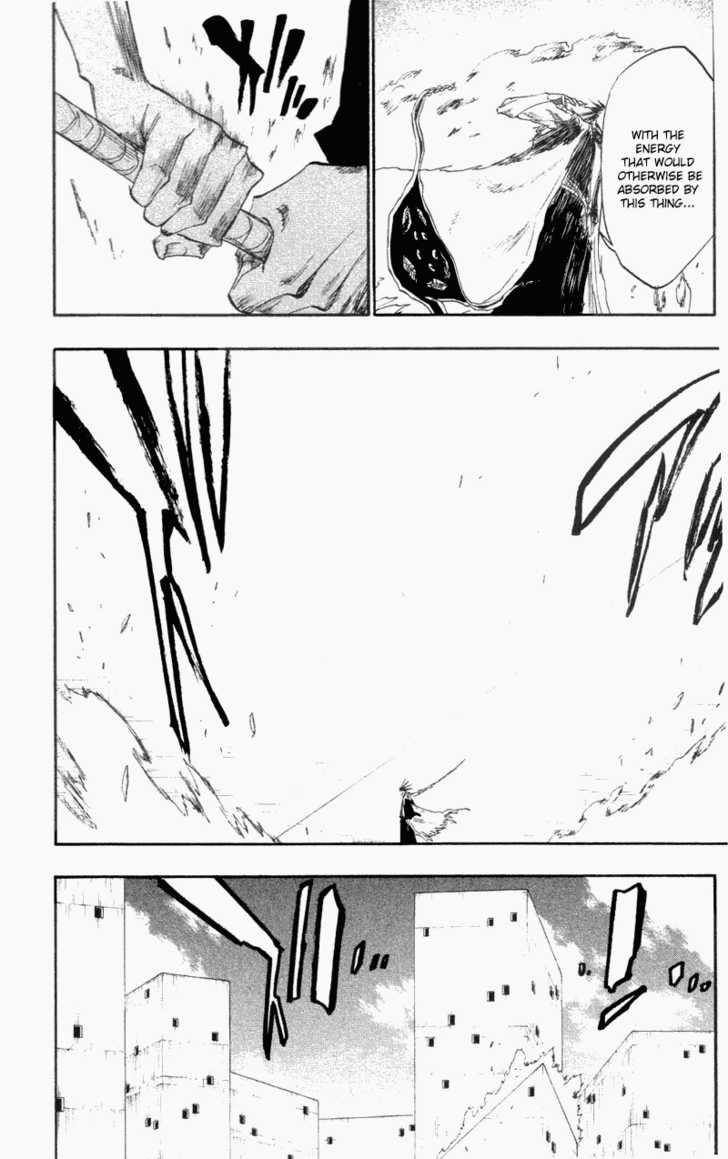 WITH THE
ENERGY
THAT WOULD
OTHERWISE BE
ABSORBED BY
THIS THING...